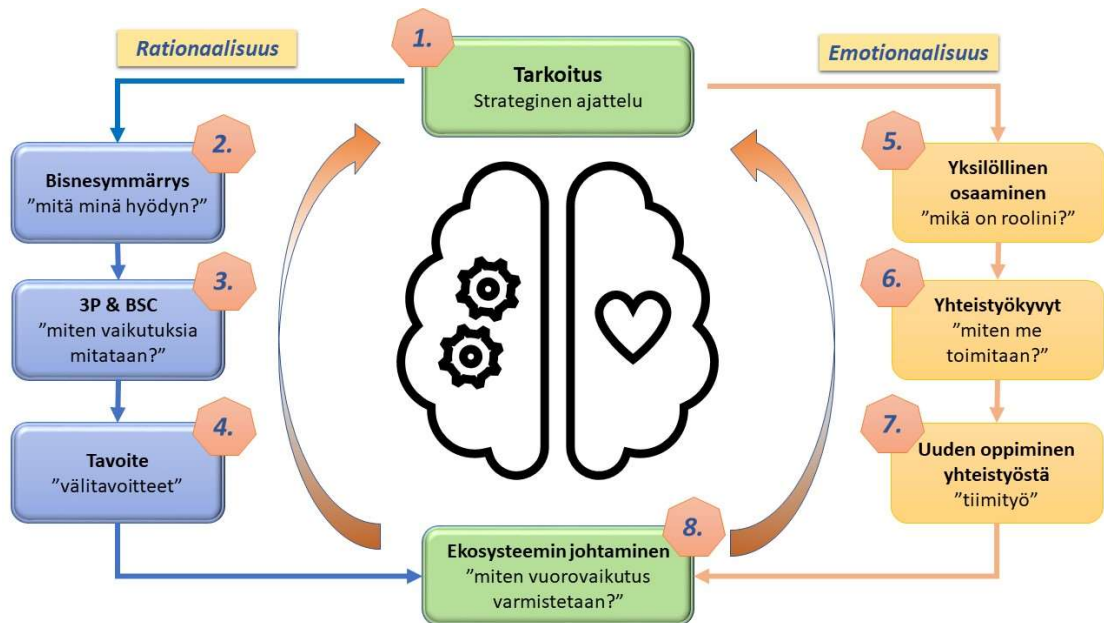 Rationaalisuus
1.
Tarkoitus
Strateginen ajattelu
Emotionaalisuus
2.
Bisnesymmärrys
”mitä minä hyödyn?”
3.
3P & BSC
”miten vaikutuksia
mitataan?”
4.
Tavoite
”välitavoitteet”
5.
Yksilöllinen
osaaminen
”mikä on roolini?”
6.
Yhteistyökyvyt
”miten me
toimitaan?”
7.
Uuden oppiminen
yhteistyöstä
”tiimityö”
8.
Ekosysteemin johtaminen
”miten vuorovaikutus
varmistetaan?”